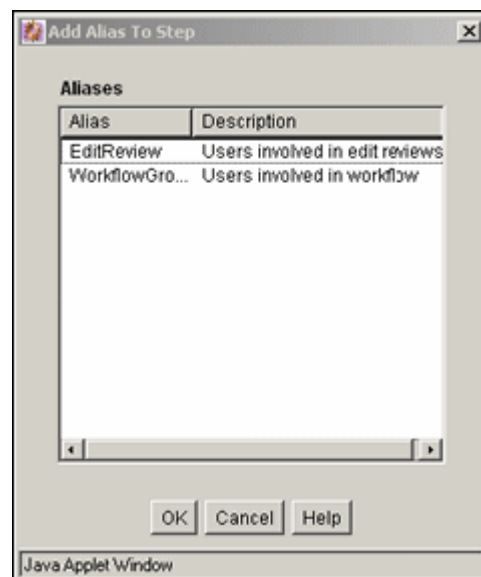 Add Alias To Step
Aliases
Alias Description
EditReview Users involved in edit reviews
WorkflowGro... Users involved in workflow
OK Cancel Help
Java Applet Window